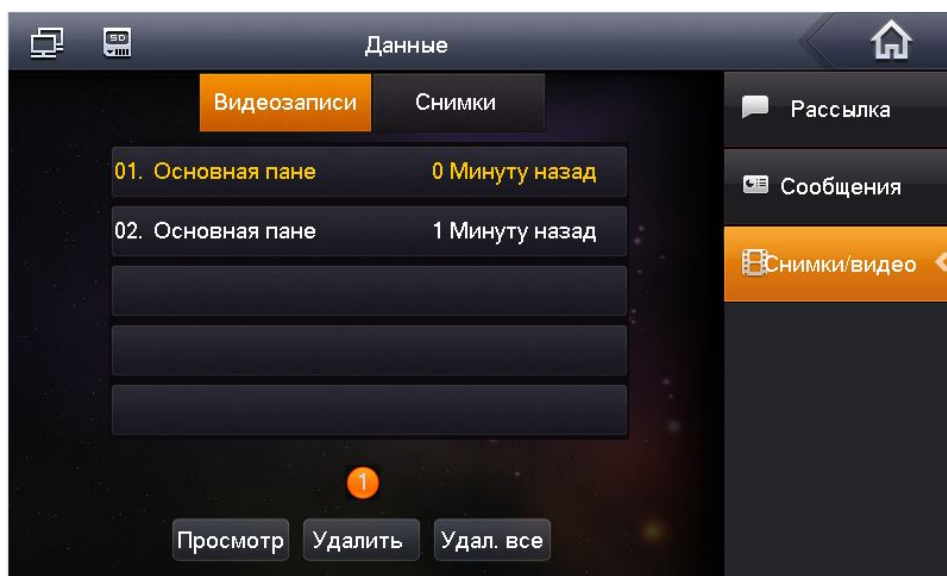 SD
Данные
Видеозаписи
Снимки
01. Основная пане 0 Минуту назад
02. Основная пане 1 Минуту назад
1
Просмотр
Удалить
Удал. все
Рассылка
Сообщения
Снимки/видео